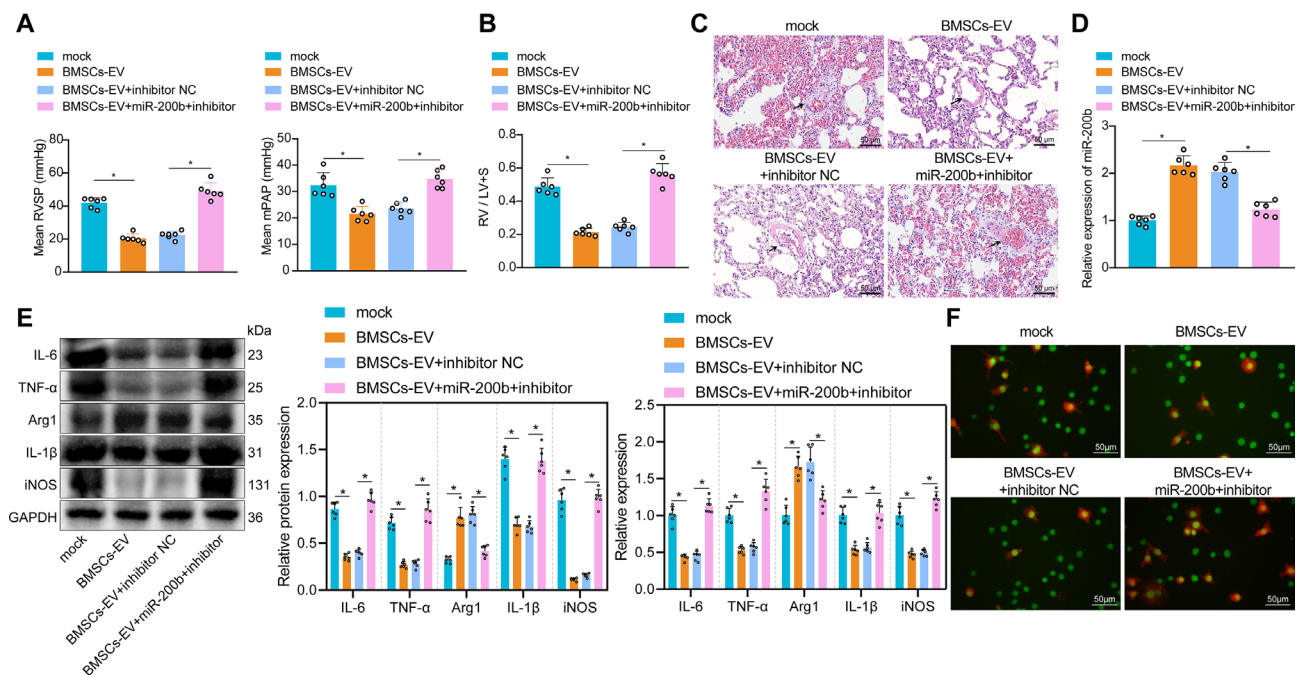 A
mock
BMSCs-EV
BMSCs-EV+inhibitor NC
BMSCs-EV+miR-200b+inhibitor
Mean RVSP (mmHg)
80
60
40
20
0
*
*
mock
BMSCs-EV
BMSCs-EV+inhibitor NC
BMSCs-EV+miR-200b+inhibitor
Mean mPAP (mmHg)
50
40
30
20
10
0
*
*
B
mock
BMSCs-EV
BMSCs-EV+inhibitor NC
BMSCs-EV+miR-200b+inhibitor
RV / LV+S
0.8
0.6
0.4
0.2
0.0
*
*
C
mock
BMSCs-EV
50 μm
50 μm
BMSCs-EV
+inhibitor NC
BMSCs-EV+
miR-200b+inhibitor
50 μm
50 μm
D
mock
BMSCs-EV
BMSCs-EV+inhibitor NC
BMSCs-EV+miR-200b+inhibitor
Relative expression of miR-200b
3
2
1
0
*
*
E
kDa
IL-6
23
TNF-α
25
Arg1
35
IL-1β
31
iNOS
131
GAPDH
36
mock
BMSCs-EV
BMSCs-EV+inhibitor NC
BMSCs-EV+miR-200b+inhibitor
mock
BMSCs-EV
BMSCs-EV+inhibitor NC
BMSCs-EV+miR-200b+inhibitor
Relative protein expression
2.0
1.5
1.0
0.5
0.0
*
*
*
*
*
*
*
*
*
*
IL-6
TNF-α
Arg1
IL-1β
iNOS
mock
BMSCs-EV
BMSCs-EV+inhibitor NC
BMSCs-EV+miR-200b+inhibitor
Relative expression
2.5
2.0
1.5
1.0
0.5
0.0
*
*
*
*
*
*
*
*
*
*
IL-6
TNF-α
Arg1
IL-1β
iNOS
F
mock
BMSCs-EV
50μm
50μm
BMSCs-EV
+inhibitor NC
BMSCs-EV+
miR-200b+inhibitor
50μm
50μm